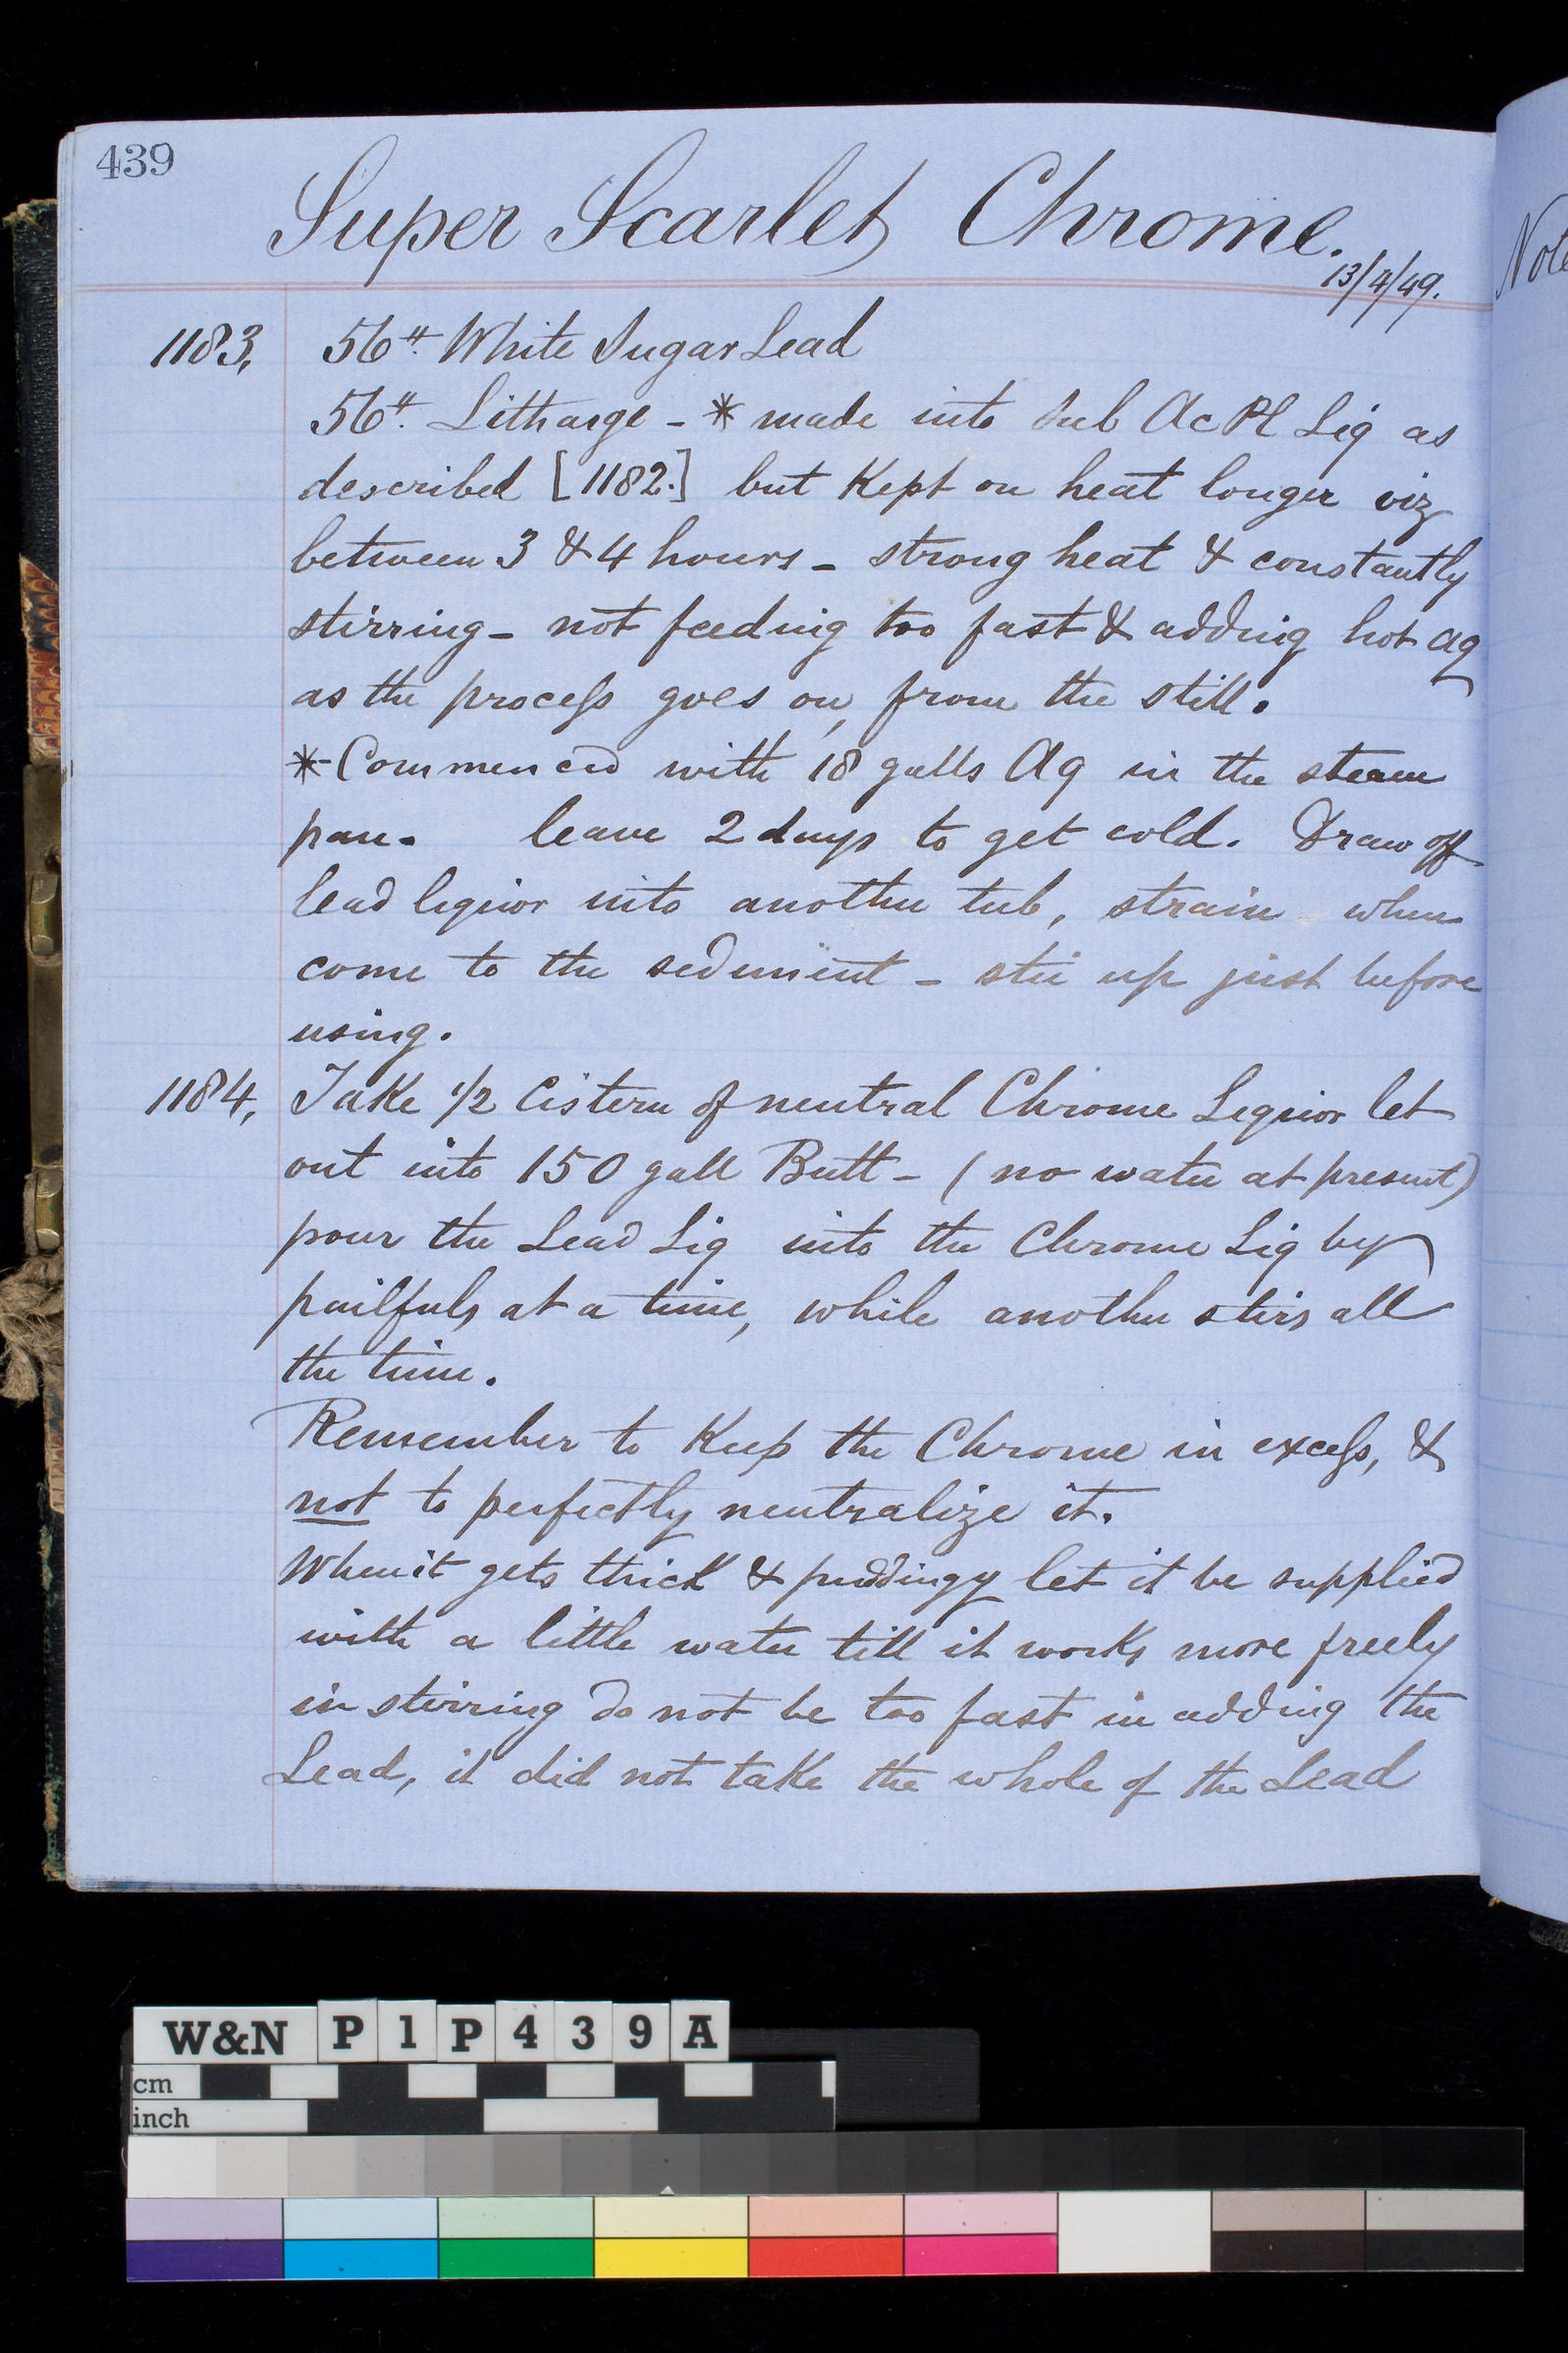 439
Super Scarlet Chrome.
13/4/49.
1183, 56 lb. White Sugar Lead
56 lb. Litharge - * made into Sub Ac Pl Liq as
described [1182.] but Kept on heat longer viz
between 3 & 4 hours - strong heat & constantly
stirring - not feeding too fast & adding hot aq
as the process goes on, from the still.
*Commenced with 18 galls Aq in the steam
pan. leave 2 days to get cold. Draw off
lead liquor into another tub, strain when
come to the sediment - stir up just before
using.
1184, Take 1/2 Cistern of neutral Chrome Liquor let
out into 150 gall Butt - (no water at present)
pour the Lead Liq into the Chrome Liq by
pailfuls at a time, while another stirs all
the time.
Remember to Keep the Chrome in excess, &
not to perfectly neutralize it.
When it gets thick & puddingy let it be supplied
with a little water till it works more freely
in stirring do not be too fast in adding the
Lead, it did not take the whole of the Lead
Note
W&N P1P439A
cm
inch